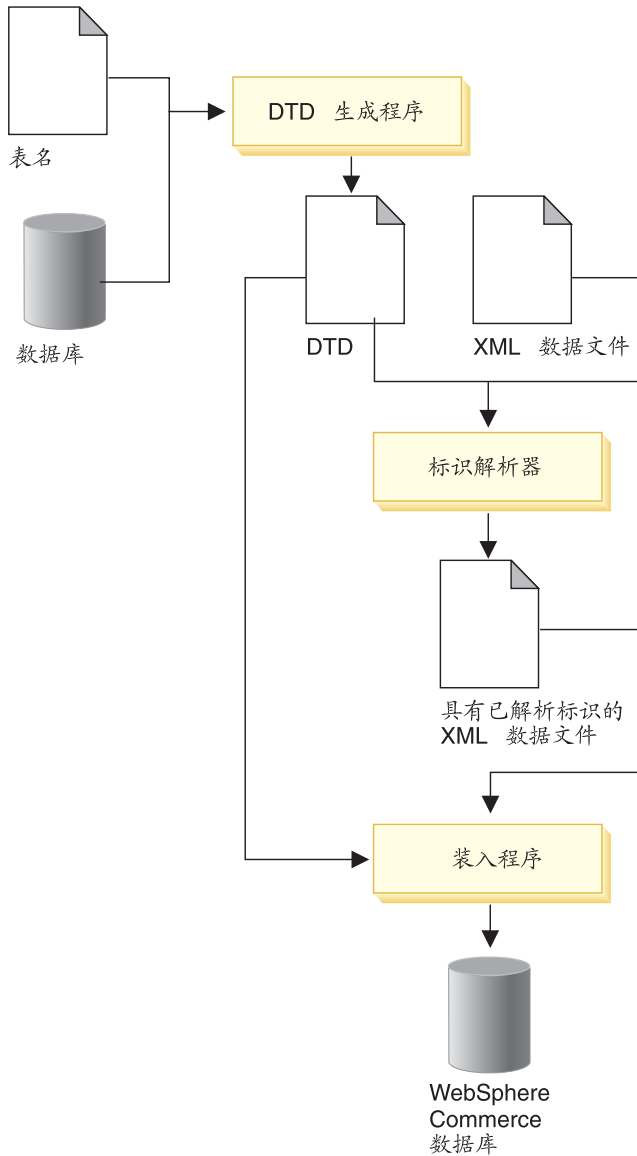 DTD 生成程序
表名
数据库
DTD
XML 数据文件
标识解析器
具有已解析标识的
XML 数据文件
装入程序
WebSphere
Commerce
数据库